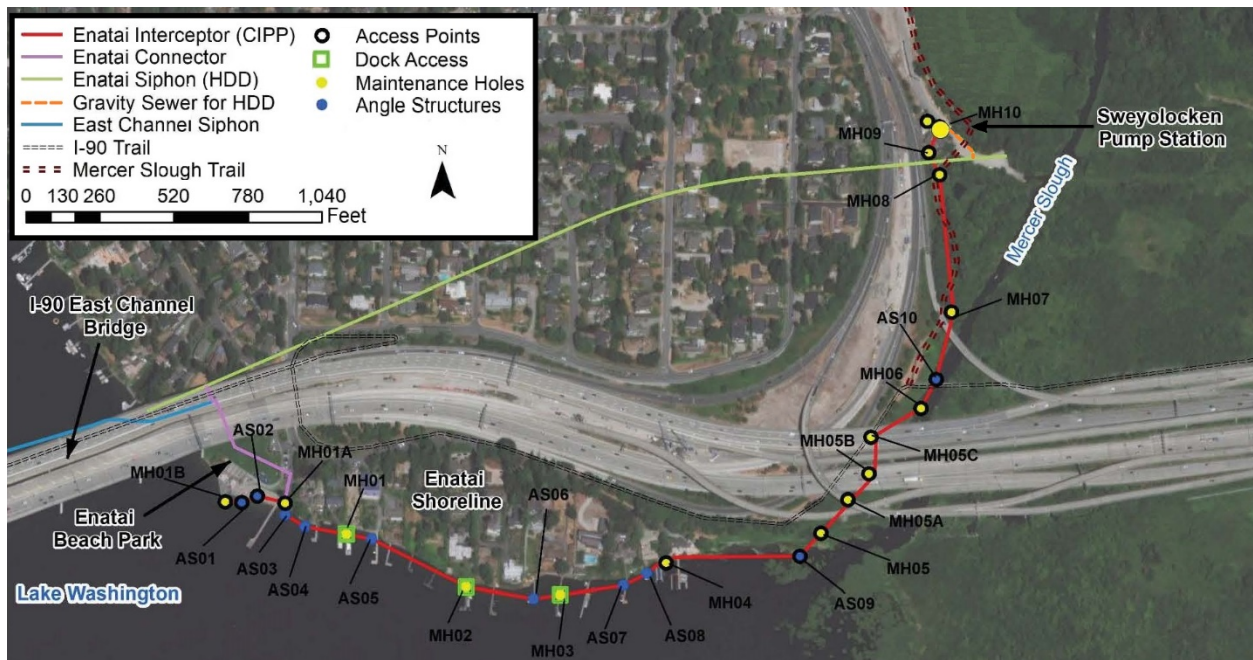 Enatai Interceptor (CIPP)
Enatai Connector
Enatai Siphon (HDD)
Gravity Sewer for HDD
East Channel Siphon
I-90 Trail
Mercer Slough Trail
Access Points
Dock Access
Maintenance Holes
Angle Structures
N
0 130 260 520 780 1,040
Feet
MH10
MH09
Sweyolocken
Pump Station
MH08
Mercer Slough
I-90 East Channel
Bridge
MH07
AS10
MH06
AS02
MH05B
MH01B
MH01A
MH05C
MH01
Enatai
Shoreline
AS06
Enatai
Beach Park
MH05A
AS01
AS03
MH05
Lake Washington
AS04
AS05
MH04
AS09
MH02
MH03
AS07
AS08